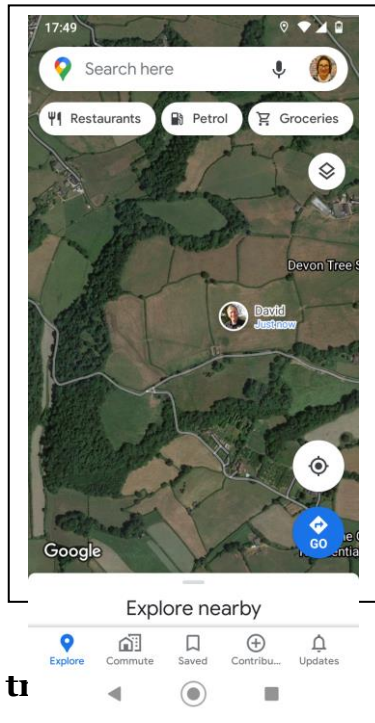 17:49
Search here
Restaurants Petrol Groceries
Devon Tree S
David
Just now
Google
GO
Explore nearby
Explore Commute Saved Contribu... Updates